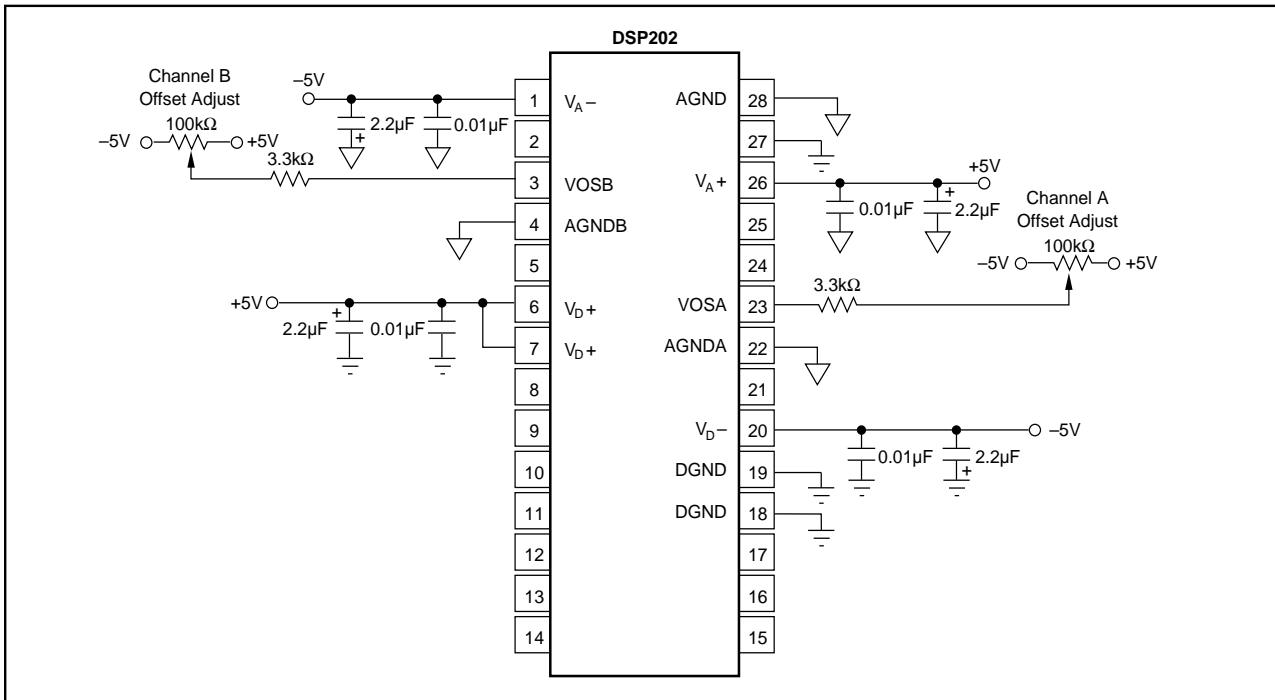 DSP202
Channel B
Offset Adjust
–5V
100kΩ
+5V
3.3kΩ
–5V
2.2µF
+
0.01µF
1
V_A–
2
3
VOSB
4
AGNDB
5
+5V
+
2.2µF
0.01µF
6
V_D+
7
V_D+
8
9
10
11
12
13
14
AGND
28
27
V_A+
26
+5V
0.01µF
+
2.2µF
25
24
Channel A
Offset Adjust
100kΩ
–5V
+5V
VOSA
23
3.3kΩ
AGNDA
22
21
V_D–
20
–5V
0.01µF
2.2µF
+
DGND
19
DGND
18
17
16
15